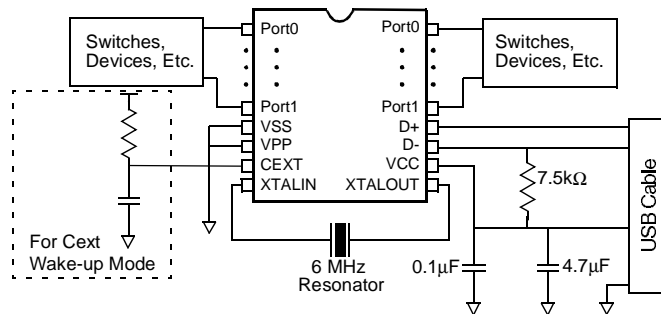 Switches,
Devices, Etc.
Port0
Port0
Switches,
Devices, Etc.
Port1
Port1
VSS
D+
VPP
D-
CEXT
VCC
XTALIN
XTALOUT
7.5kΩ
USB Cable
For Cext
Wake-up Mode
6 MHz
Resonator
0.1µF
4.7µF